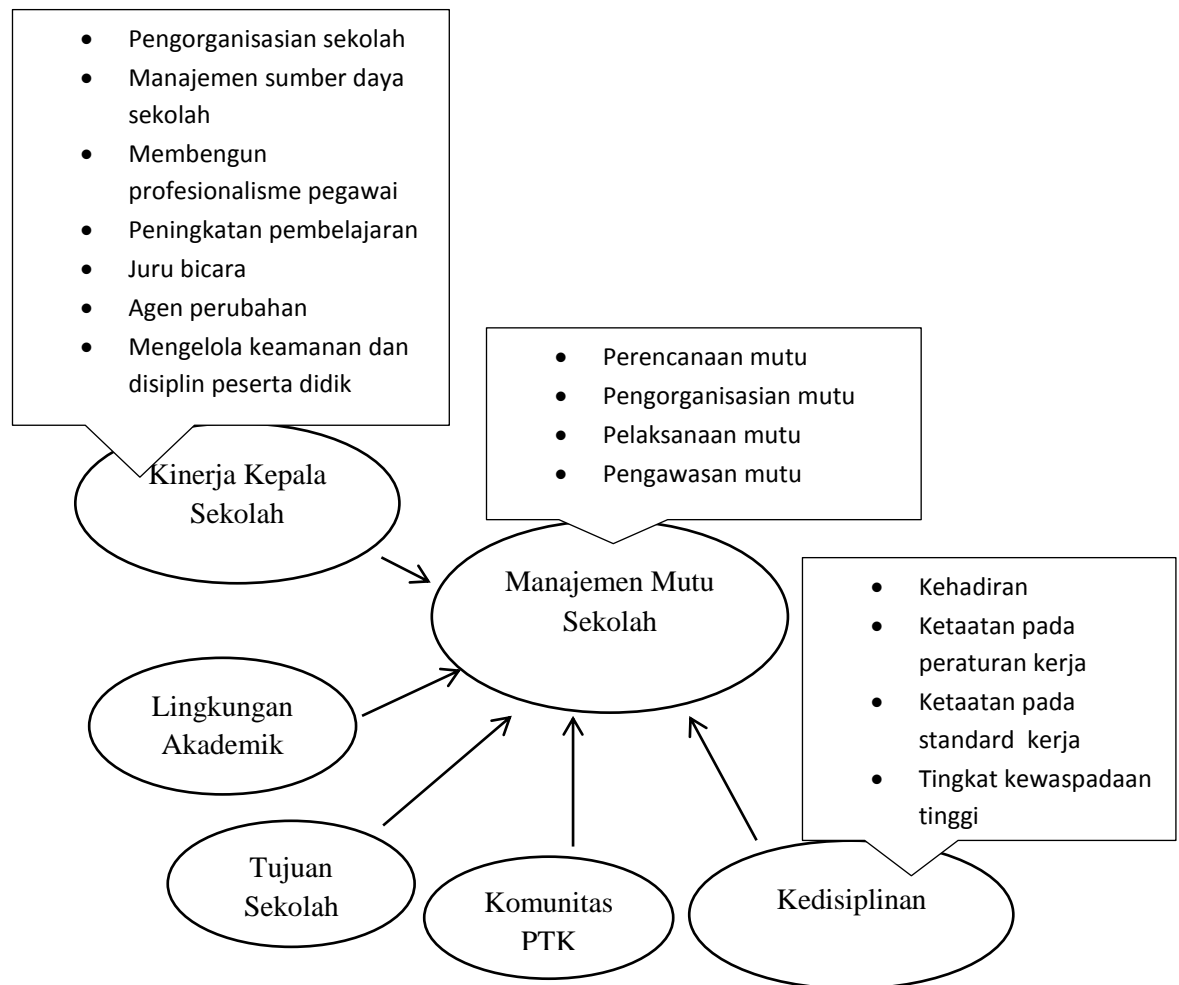 • Pengorganisasian sekolah
• Manajemen sumber daya
sekolah
• Membengun
profesionalisme pegawai
• Peningkatan pembelajaran
• Juru bicara
• Agen perubahan
• Mengelola keamanan dan
disiplin peserta didik
• Perencanaan mutu
• Pengorganisasian mutu
• Pelaksanaan mutu
• Pengawasan mutu
Kinerja Kepala
Sekolah
Manajemen Mutu
Sekolah
• Kehadiran
• Ketaatan pada
peraturan kerja
• Ketaatan pada
standard kerja
• Tingkat kewaspadaan
tinggi
Lingkungan
Akademik
Tujuan
Sekolah
Komunitas
PTK
Kedisiplinan